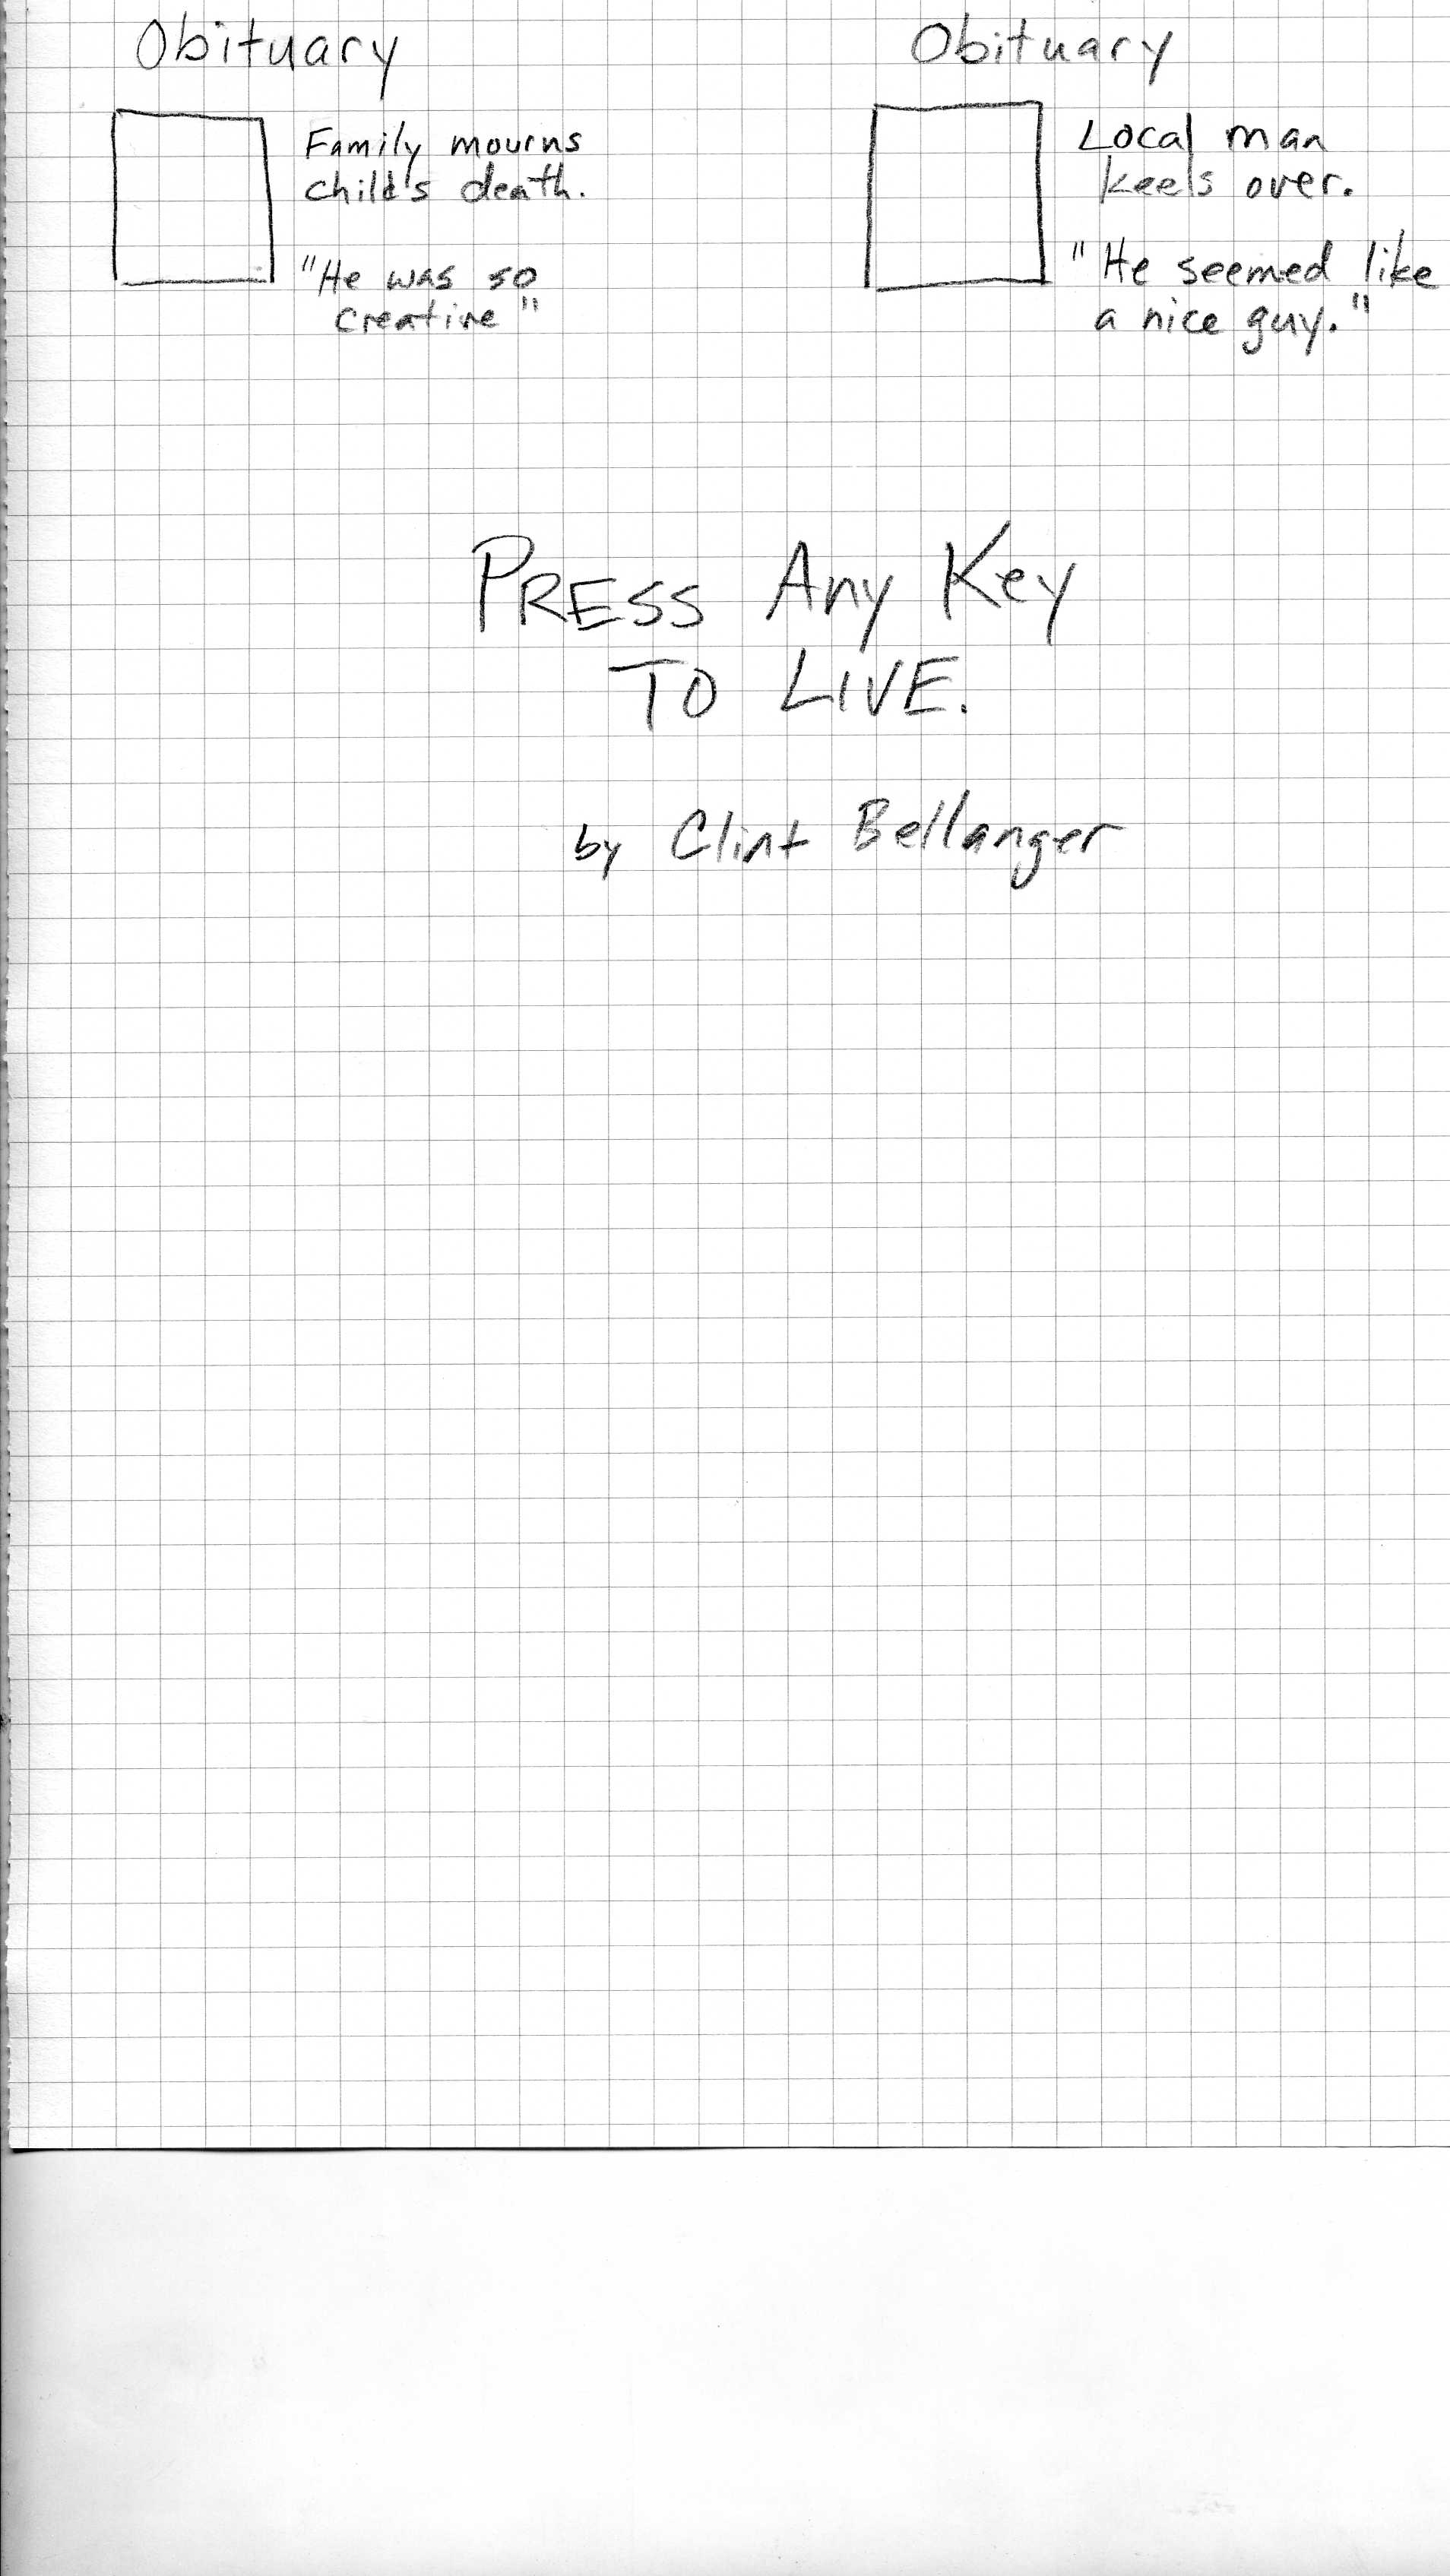 Obituary
Family mourns
child's death.
"He was so
creative"
Obituary
Local man
keels over.
"He seemed like
a nice guy."
PRESS Any Key
TO LIVE.
by Clint Bellanger